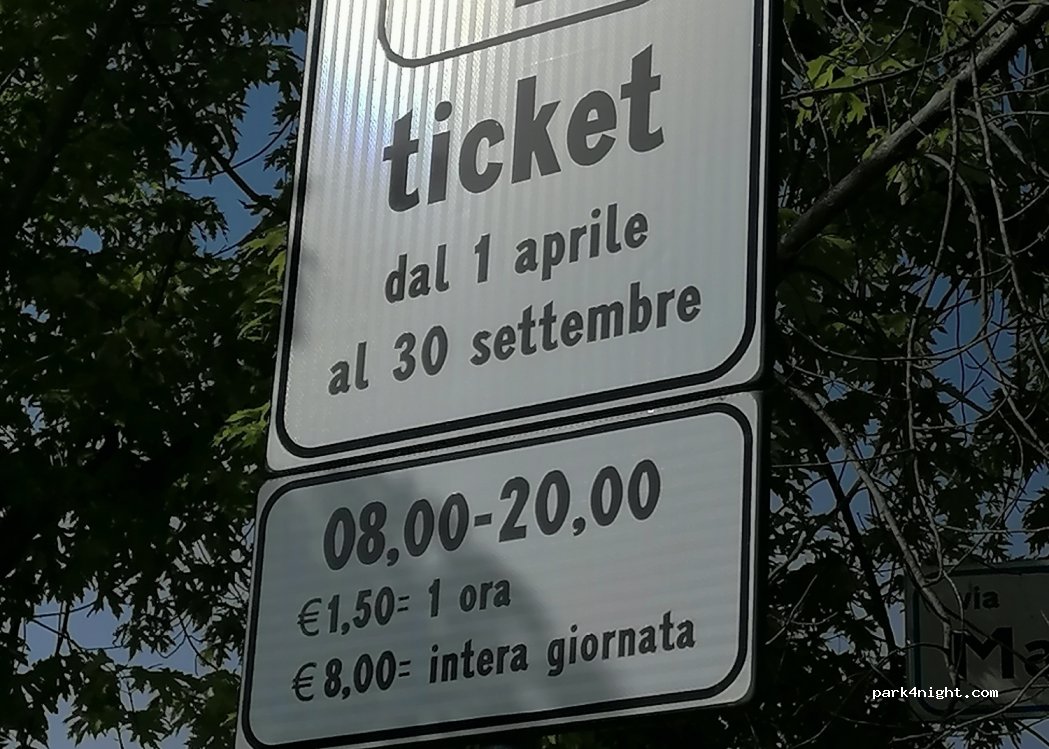 ticket
dal 1 aprile
al 30 settembre
08,00-20,00
€1,50= 1 ora
€8,00= intera giornata
via
park4night.com